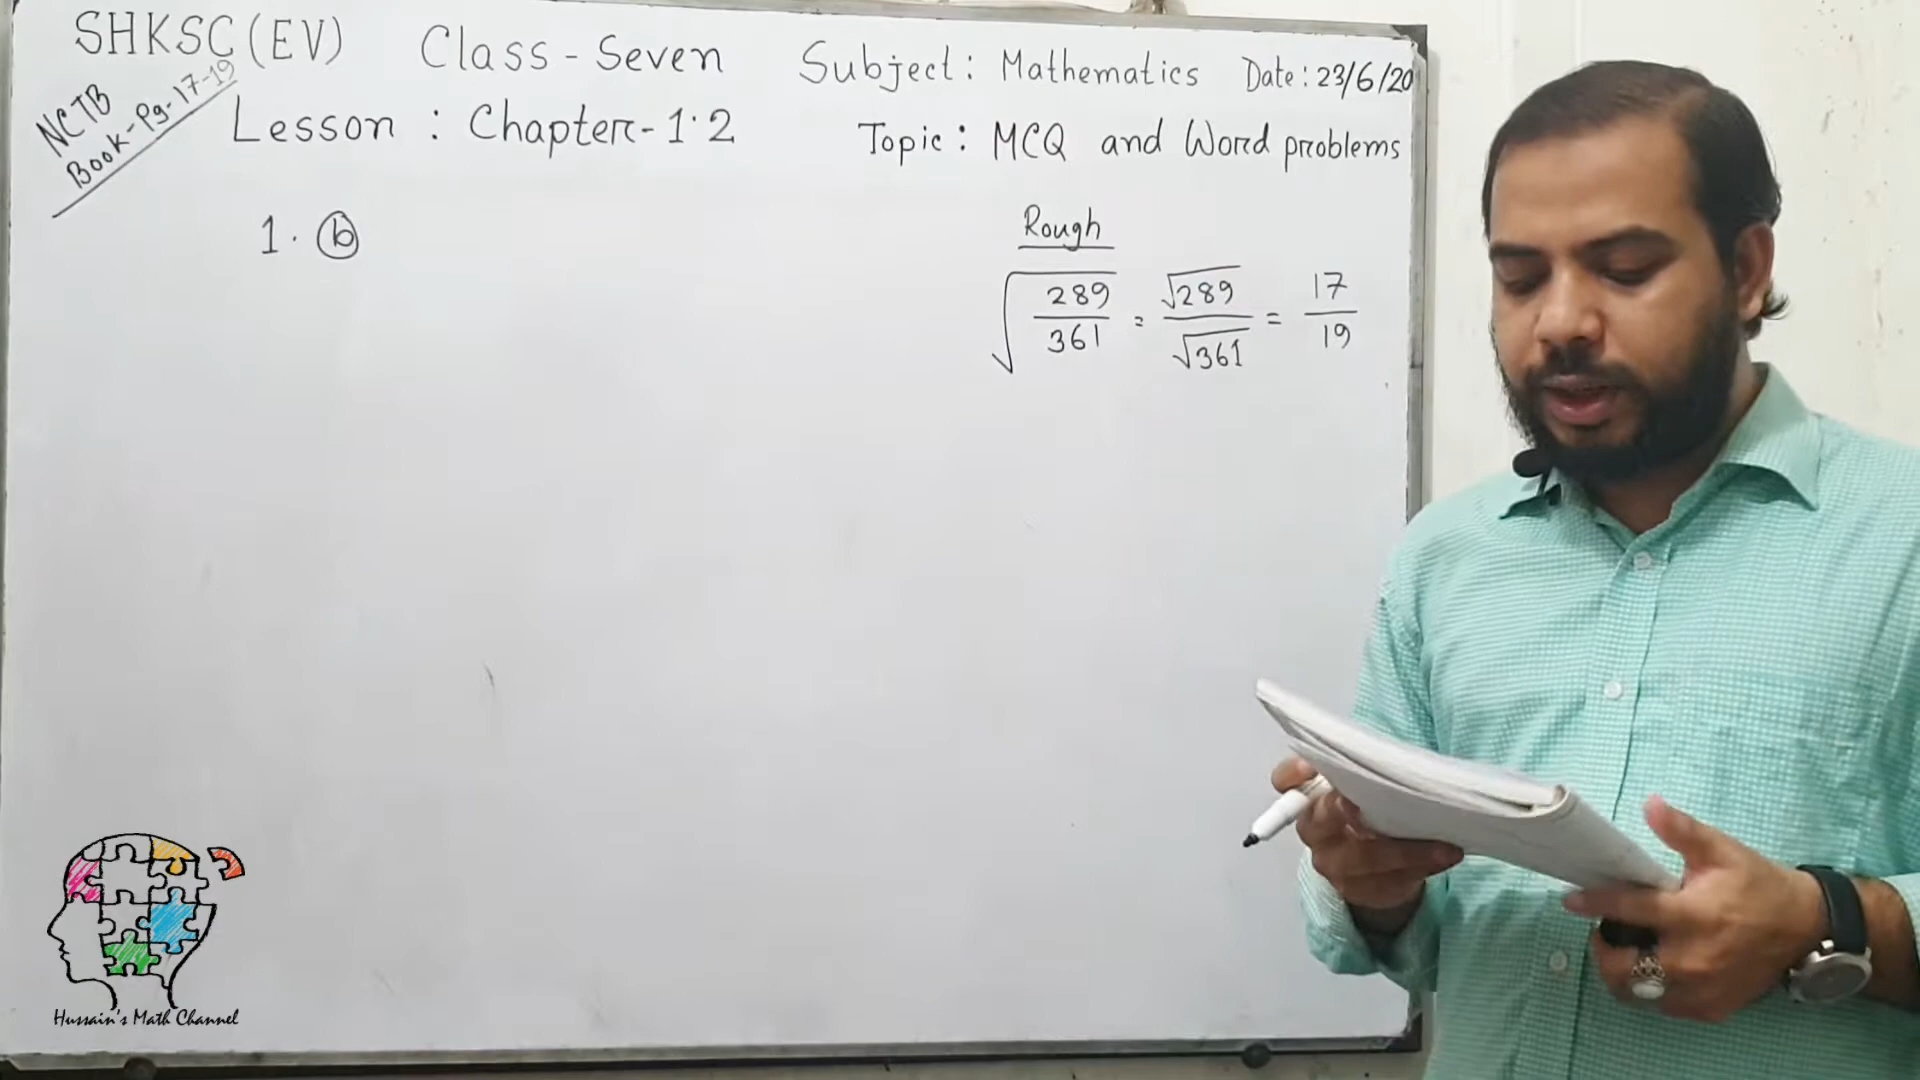 SHKSC (EV) Class - Seven Subject : Mathematics Date : 23/6/20
NCTB
Book - Pg - 17-19
Lesson : Chapter - 1.2 Topic : MCQ and Word problems
1. (b)
Rough
√(289/361) = √289/√361 = 17/19
Hussain's Math Channel